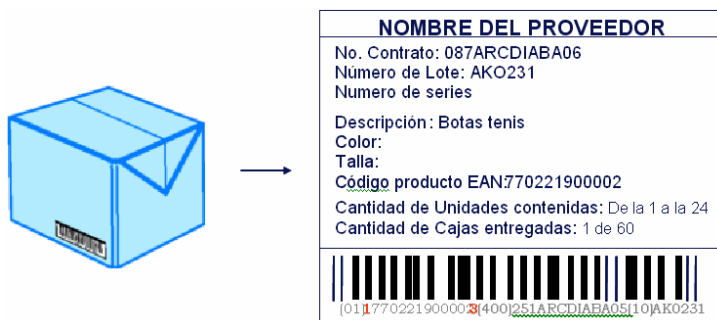 NOMBRE DEL PROVEEDOR
No. Contrato: 087ARCDIABA06
Número de Lote: AKO231
Numero de series
Descripción: Botas tenis
Color:
Talla:
Código producto EAN:770221900002
Cantidad de Unidades contenidas: De la 1 a la 24
Cantidad de Cajas entregadas: 1 de 60
(01)17702219000023(400)251ARCDIABA05(10)AK0231